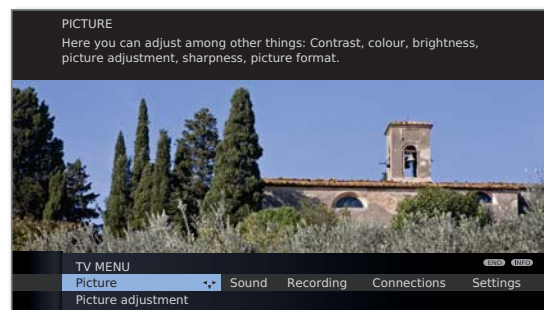 PICTURE
Here you can adjust among other things: Contrast, colour, brightness,
picture adjustment, sharpness, picture format.
TV MENU END INFO
Picture Sound Recording Connections Settings
Picture adjustment